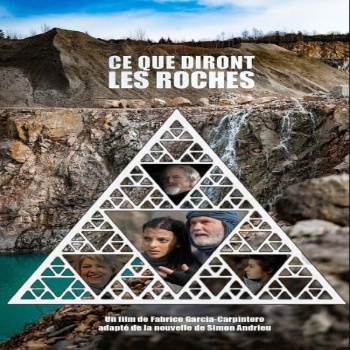 CE QUE DIRONT
LES ROCHES
Un film de Fabrice Garcia-Carpintero
adapté de la nouvelle de Simon Andrieu